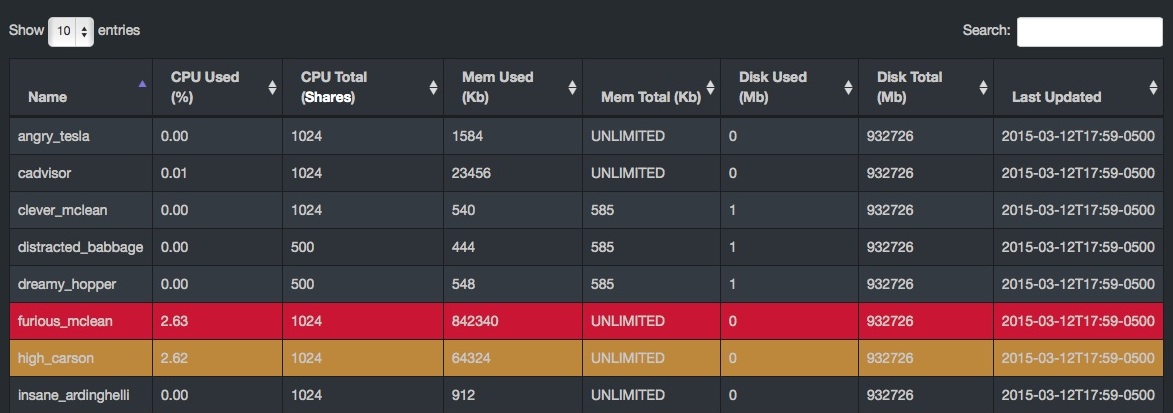 Show 10 entries Search:
CPU Used CPU Total Mem Used Disk Used Disk Total
Name (%) (Shares) (Kb) Mem Total (Kb) (Mb) (Mb) Last Updated
angry_tesla 0.00 1024 1584 UNLIMITED 0 932726 2015-03-12T17:59-0500
cadvisor 0.01 1024 23456 UNLIMITED 0 932726 2015-03-12T17:59-0500
clever_mclean 0.00 1024 540 585 1 932726 2015-03-12T17:59-0500
distracted_babbage 0.00 500 444 585 1 932726 2015-03-12T17:59-0500
dreamy_hopper 0.00 500 548 585 1 932726 2015-03-12T17:59-0500
furious_mclean 2.63 1024 842340 UNLIMITED 0 932726 2015-03-12T17:59-0500
high_carson 2.62 1024 64324 UNLIMITED 0 932726 2015-03-12T17:59-0500
insane_ardinghelli 0.00 1024 912 UNLIMITED 0 932726 2015-03-12T17:59-0500